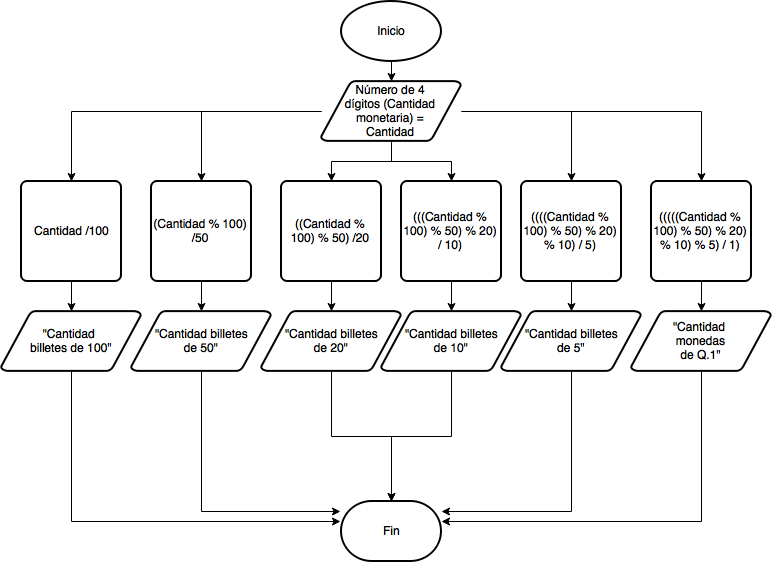 Inicio
Número de 4
dígitos (Cantidad
monetaria) =
Cantidad
Cantidad /100
(Cantidad % 100)
/50
((Cantidad %
100) % 50) /20
(((Cantidad %
100) % 50) % 20)
/ 10)
((((Cantidad %
100) % 50) % 20)
% 10) / 5)
(((((Cantidad %
100) % 50) % 20)
% 10) % 5) / 1)
"Cantidad
billetes de 100"
"Cantidad billetes
de 50"
"Cantidad billetes
de 20"
"Cantidad billetes
de 10"
"Cantidad billetes
de 5"
"Cantidad
monedas
de Q.1"
Fin